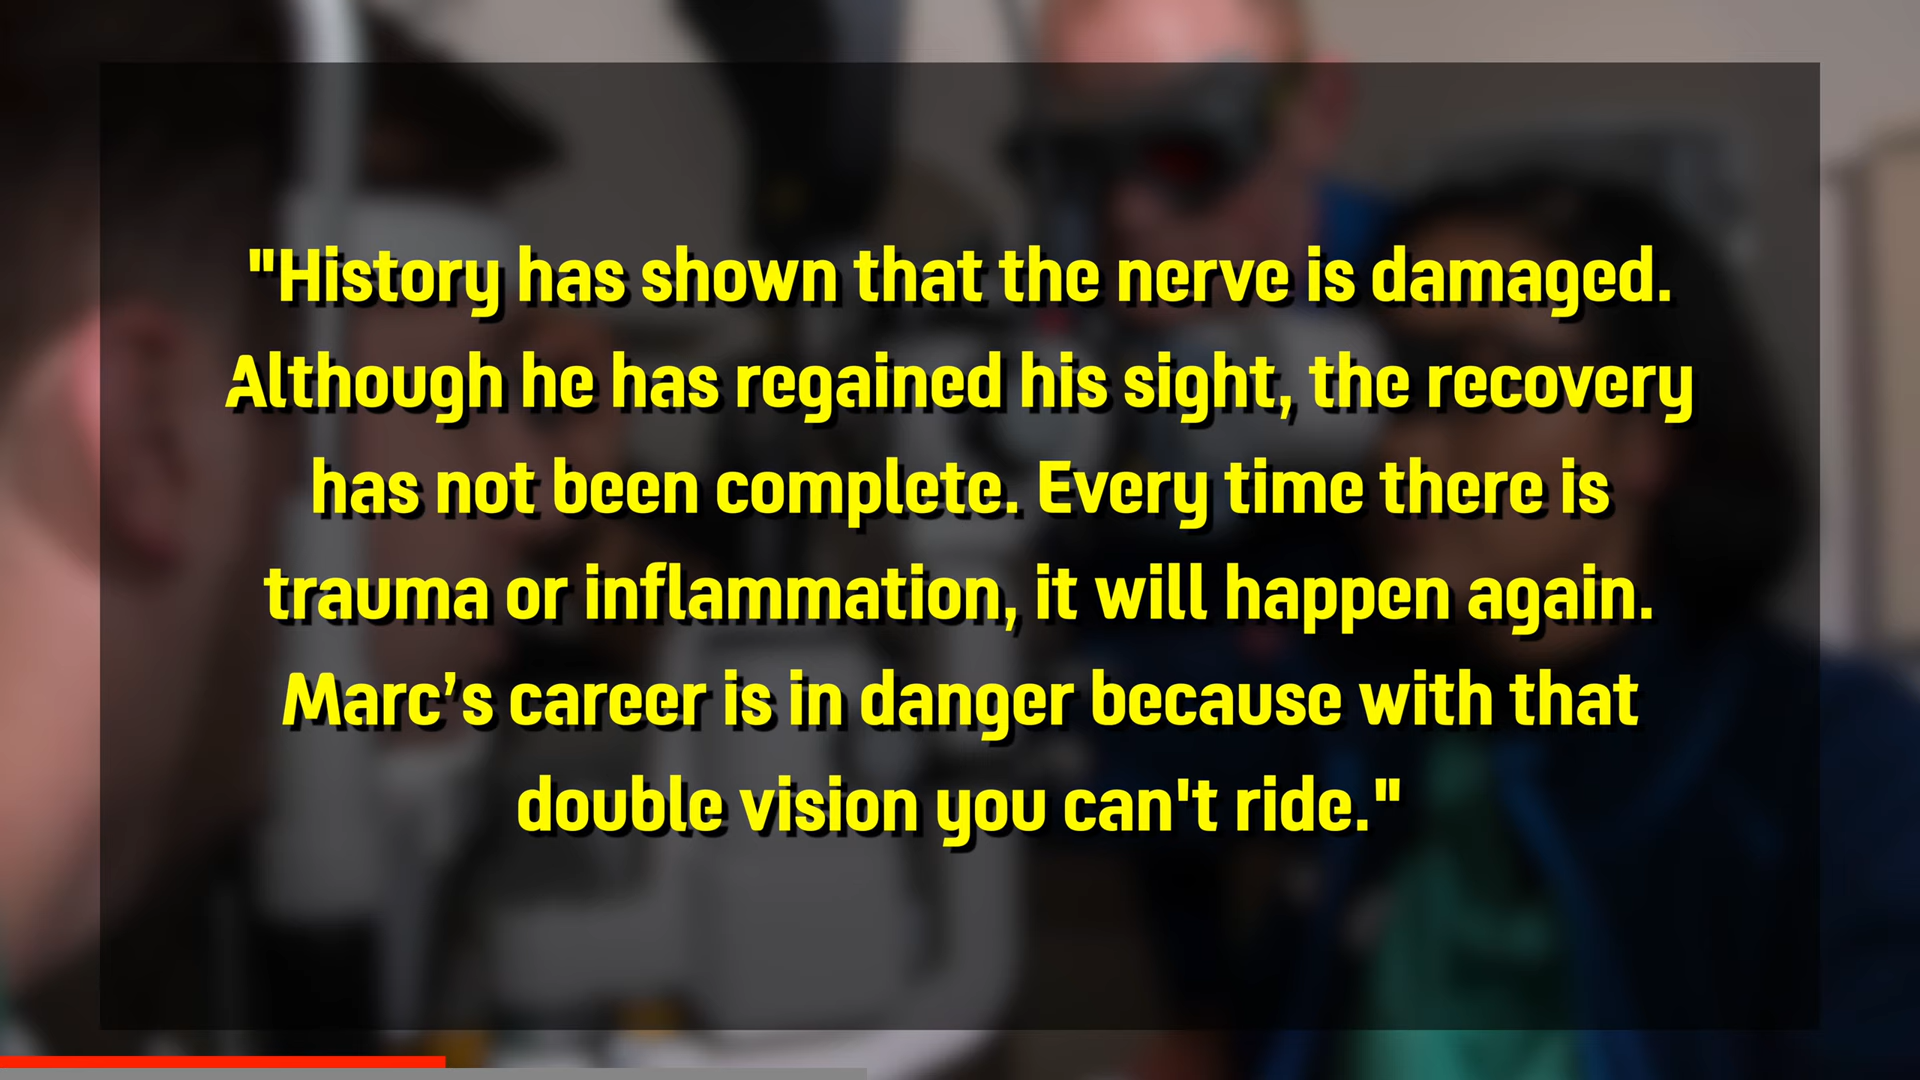 "History has shown that the nerve is damaged.
Although he has regained his sight, the recovery
has not been complete. Every time there is
trauma or inflammation, it will happen again.
Marc’s career is in danger because with that
double vision you can't ride."